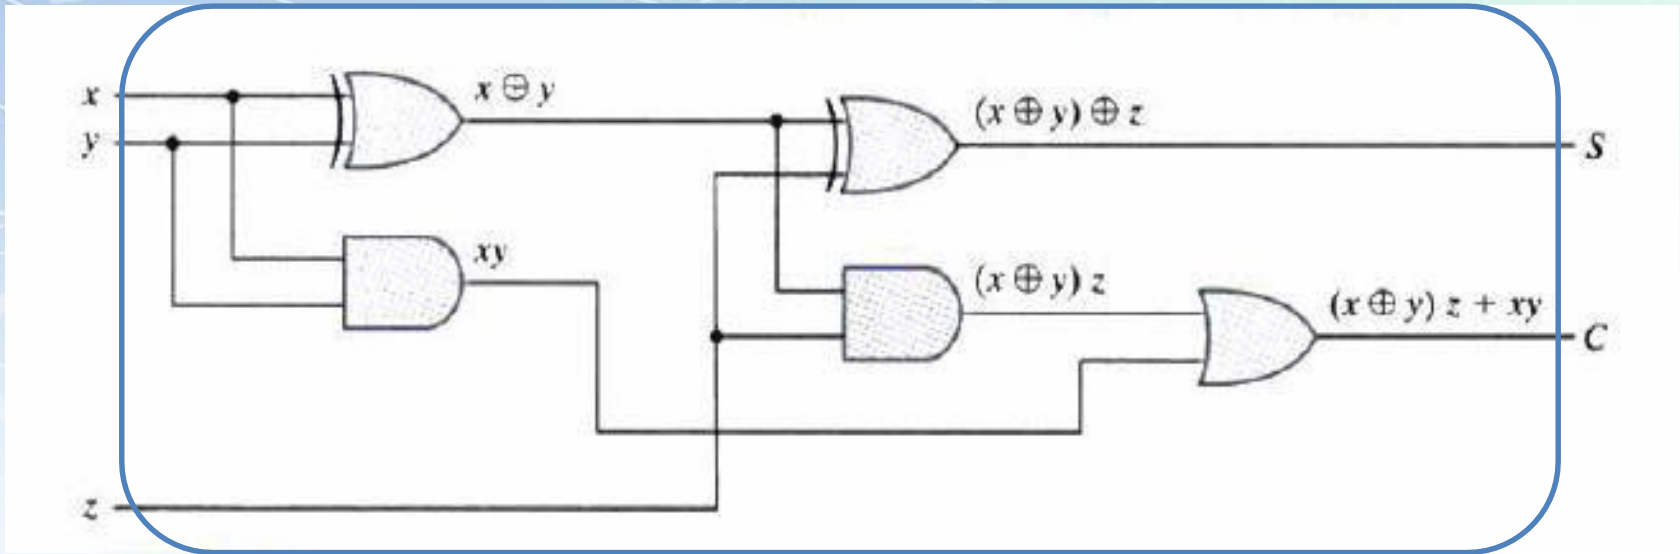 x
y
x ⊖ y
(x ⊕ y) ⊕ z
S
xy
(x ⊕ y) z
(x ⊕ y) z + xy
C
z